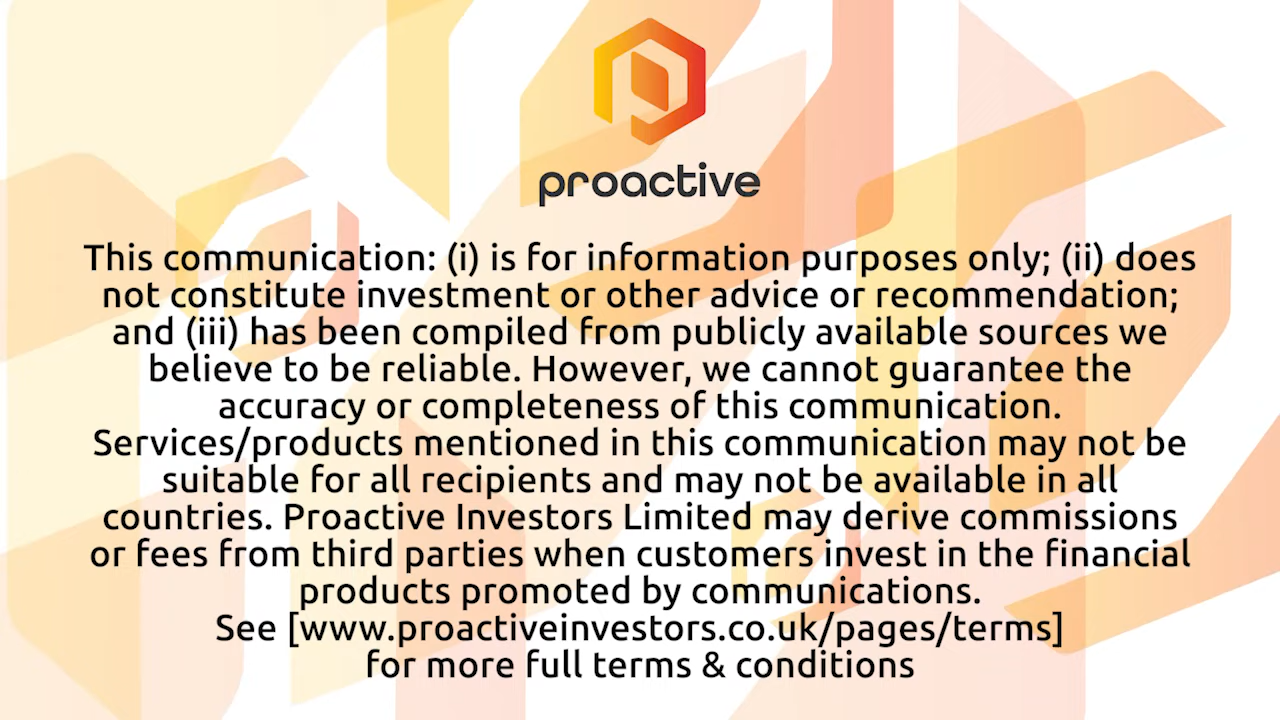 proactive
This communication: (i) is for information purposes only; (ii) does
not constitute investment or other advice or recommendation;
and (iii) has been compiled from publicly available sources we
believe to be reliable. However, we cannot guarantee the
accuracy or completeness of this communication.
Services/products mentioned in this communication may not be
suitable for all recipients and may not be available in all
countries. Proactive Investors Limited may derive commissions
or fees from third parties when customers invest in the financial
products promoted by communications.
See [www.proactiveinvestors.co.uk/pages/terms]
for more full terms & conditions